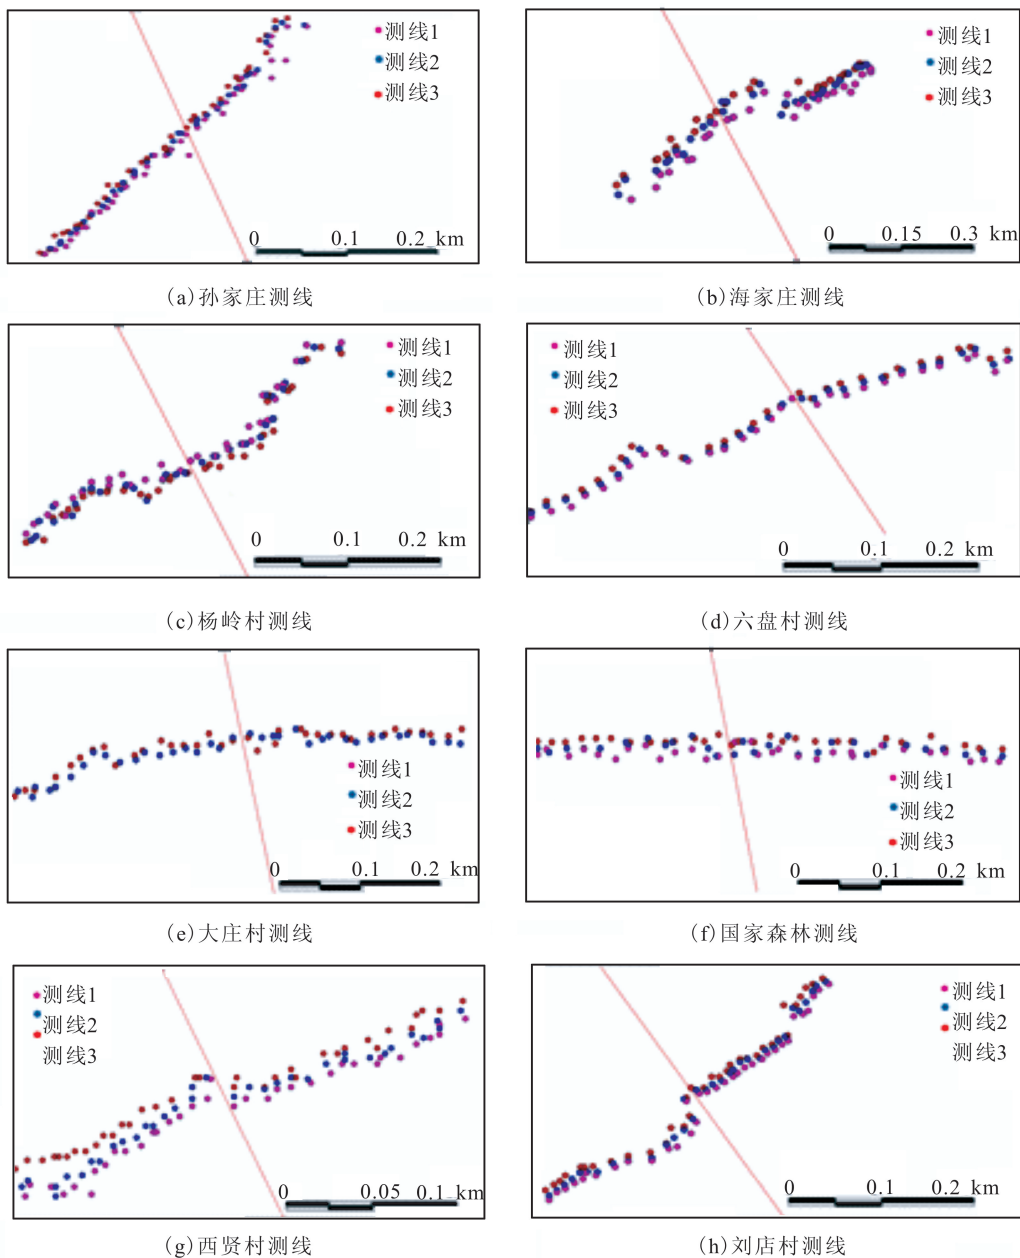 测线1
测线2
测线3
0 0.1 0.2 km
(a)孙家庄测线
测线1
测线2
测线3
0 0.15 0.3 km
(b)海家庄测线
测线1
测线2
测线3
0 0.1 0.2 km
(c)杨岭村测线
测线1
测线2
测线3
0 0.1 0.2 km
(d)六盘村测线
测线1
测线2
测线3
0 0.1 0.2 km
(e)大庄村测线
测线1
测线2
测线3
0 0.1 0.2 km
(f)国家森林测线
测线1
测线2
测线3
0 0.05 0.1 km
(g)西贤村测线
测线1
测线2
测线3
0 0.1 0.2 km
(h)刘店村测线